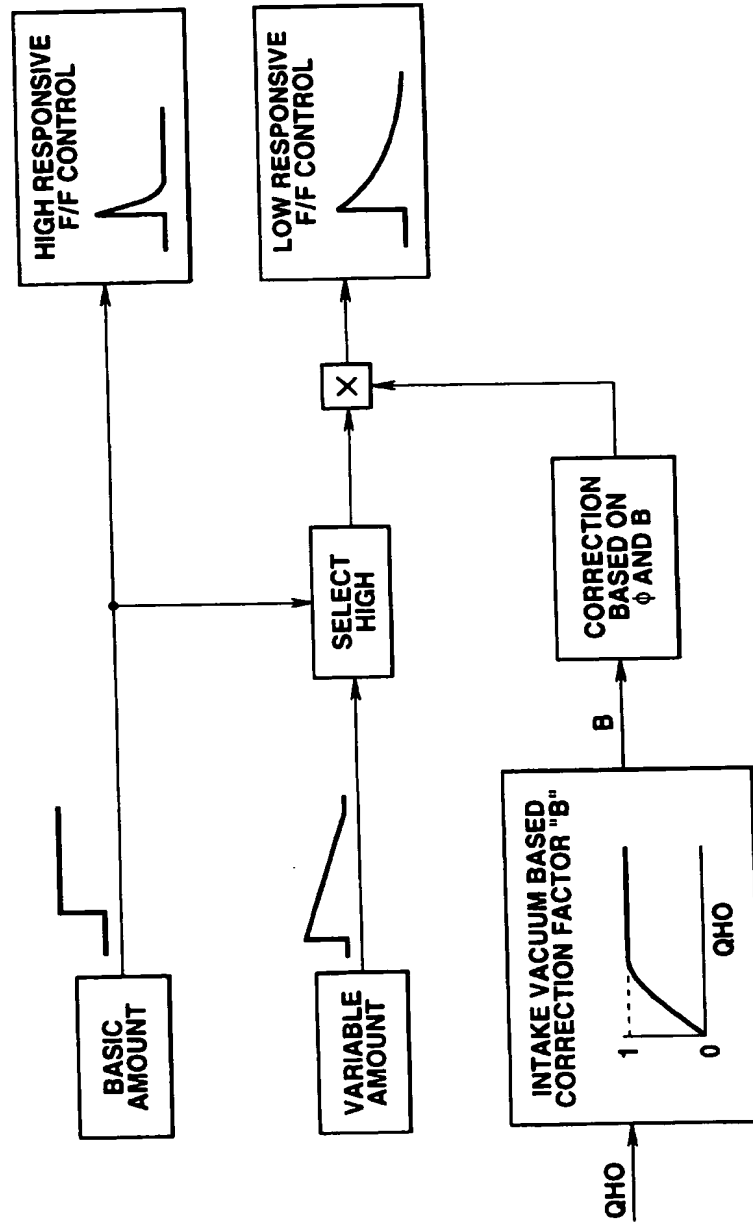 BASIC
AMOUNT
HIGH RESPONSIVE
F/F CONTROL
VARIABLE
AMOUNT
SELECT
HIGH
X
LOW RESPONSIVE
F/F CONTROL
QHO
INTAKE VACUUM BASED
CORRECTION FACTOR "B"
1
0
QHO
B
CORRECTION
BASED ON
ϕ AND B